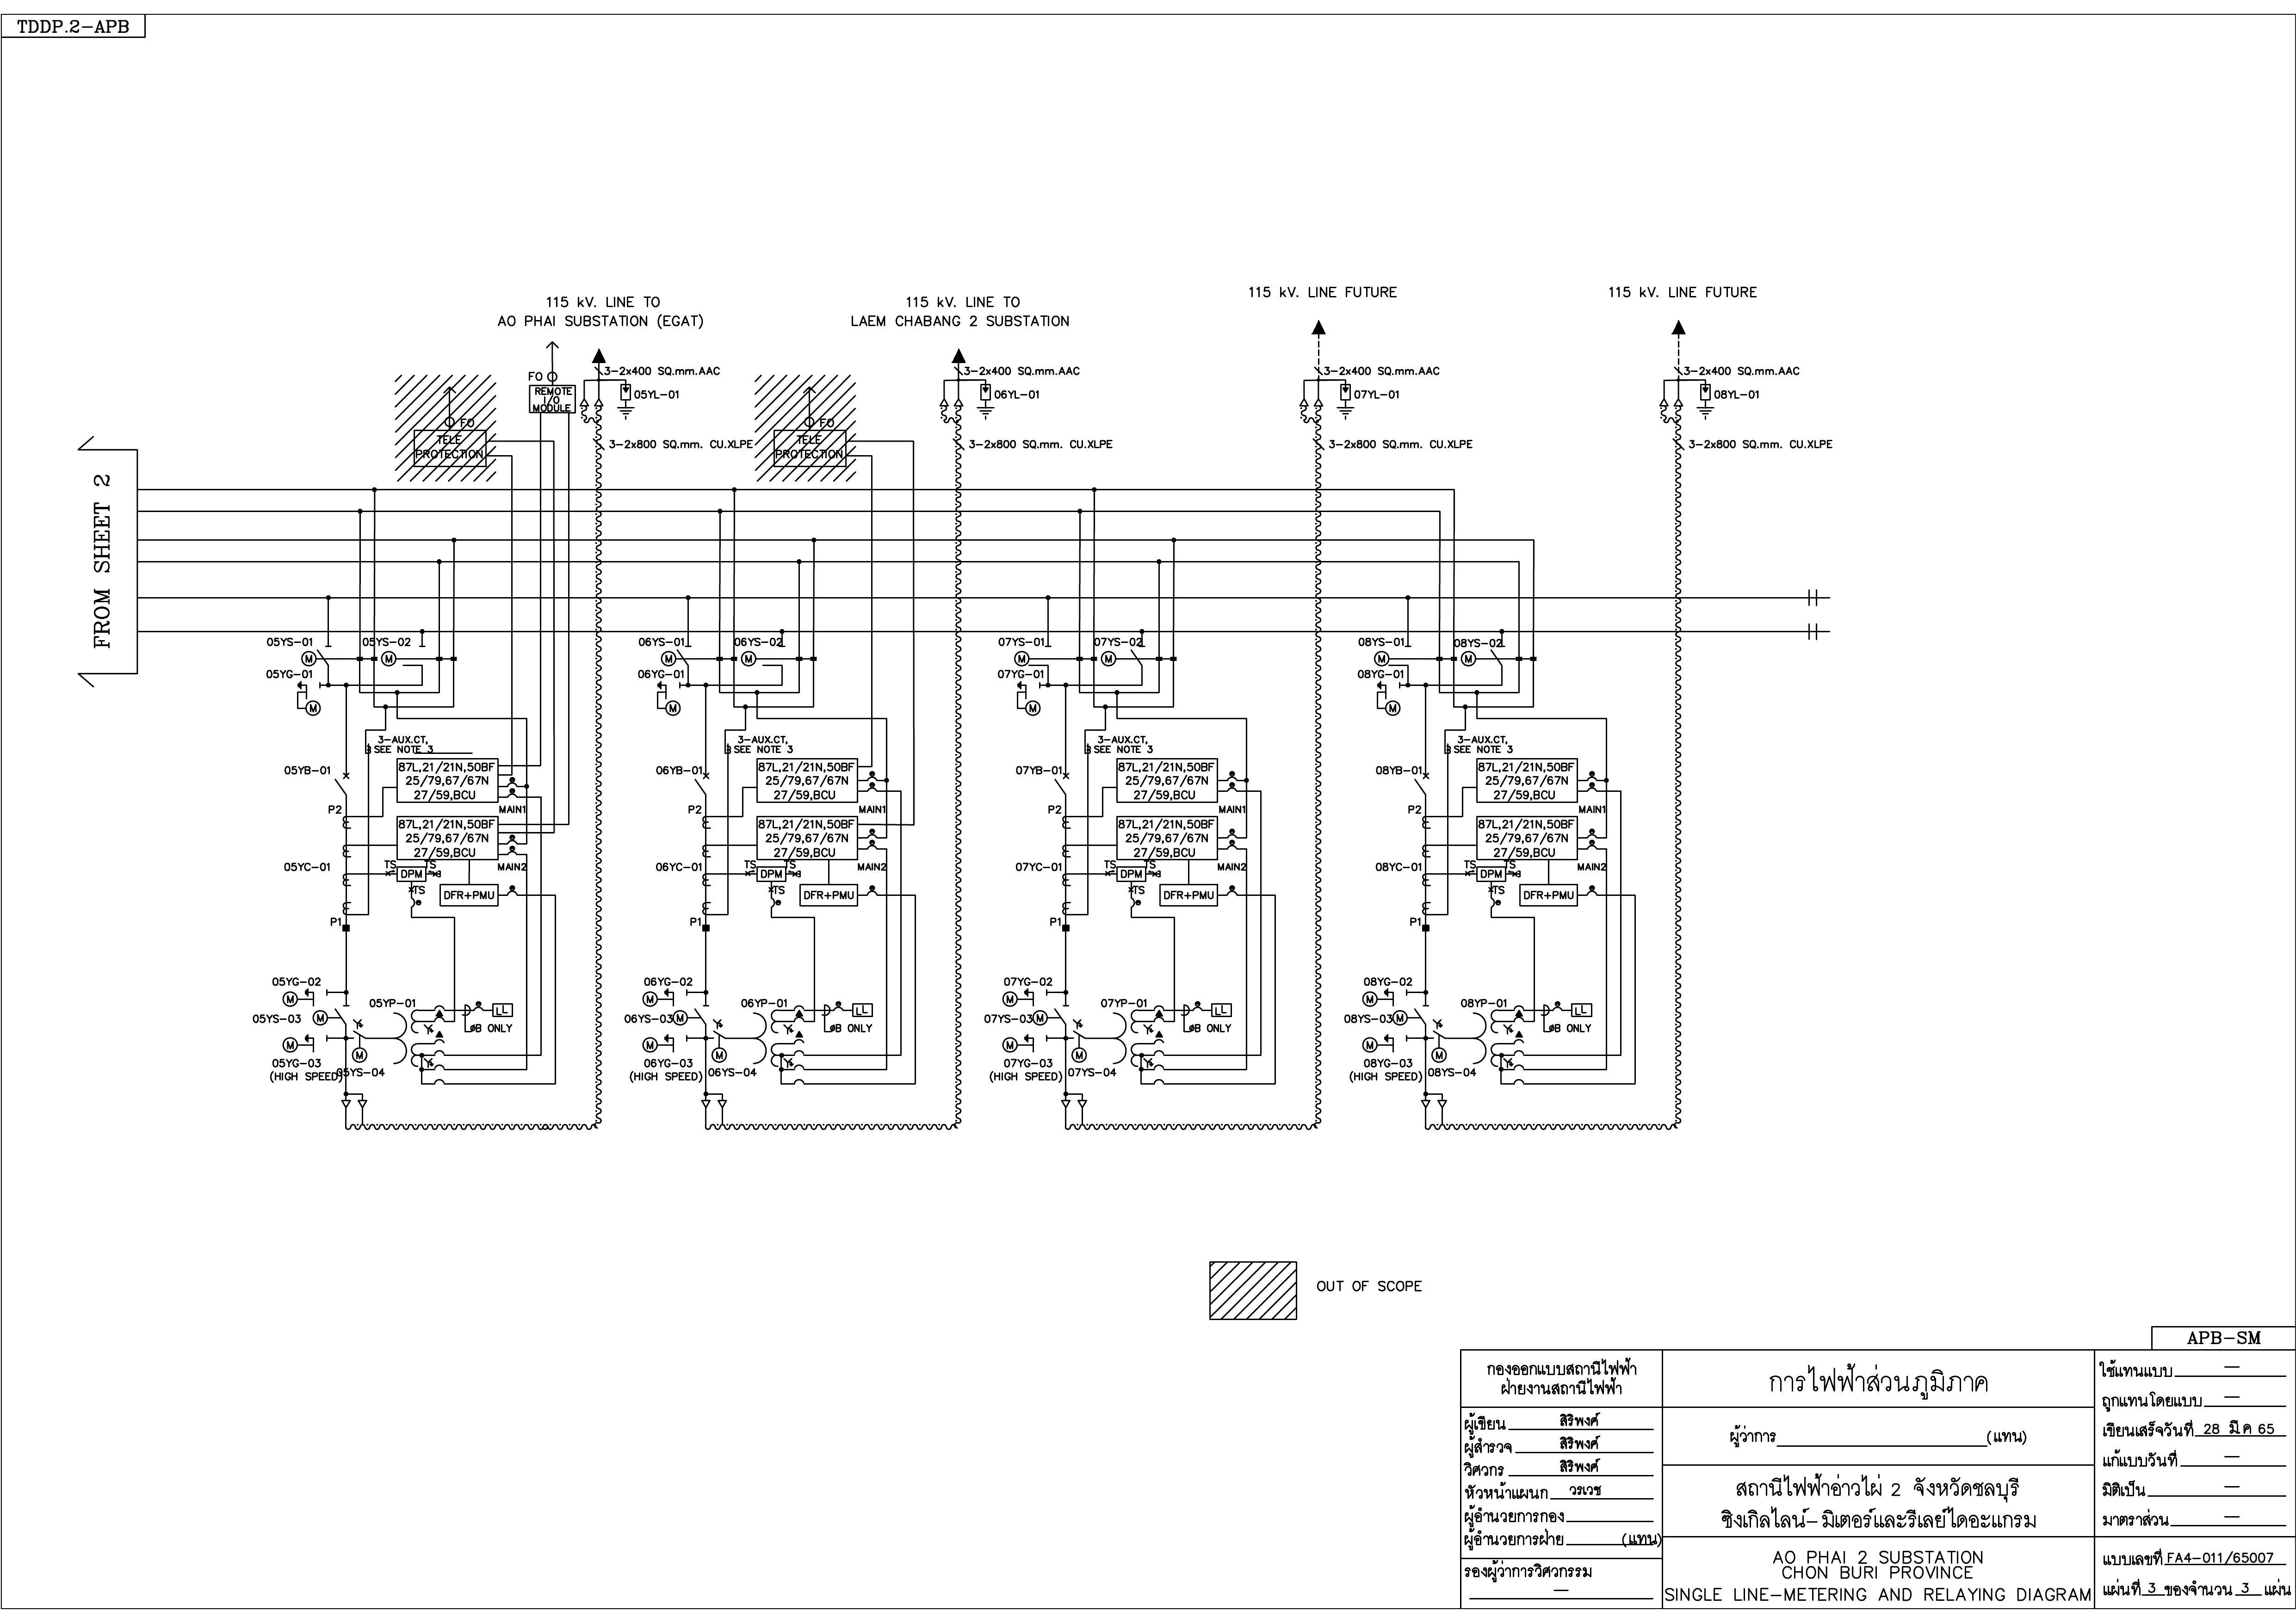 TDDP.2-APB
115 kV. LINE TO
AO PHAI SUBSTATION (EGAT)
115 kV. LINE TO
LAEM CHABANG 2 SUBSTATION
115 kV. LINE FUTURE
115 kV. LINE FUTURE
FO
REMOTE
I/O
MODULE
3-2x400 SQ.mm.AAC
05YL-01
3-2x400 SQ.mm.AAC
06YL-01
3-2x400 SQ.mm.AAC
07YL-01
3-2x400 SQ.mm.AAC
08YL-01
FO
TELE
PROTECTION
FO
TELE
PROTECTION
3-2x800 SQ.mm. CU.XLPE
3-2x800 SQ.mm. CU.XLPE
3-2x800 SQ.mm. CU.XLPE
3-2x800 SQ.mm. CU.XLPE
FROM SHEET 2
05YS-01
05YS-02
M
M
05YG-01
M
3-AUX.CT,
3 SEE NOTE 3
05YB-01
87L,21/21N,50BF
25/79,67/67N
27/59,BCU
MAIN1
P2
87L,21/21N,50BF
25/79,67/67N
27/59,BCU
MAIN2
05YC-01
TS
TS
DPM
TS
DFR+PMU
P1
05YG-02
M
05YS-03
M
05YP-01
LL
ØB ONLY
M
05YG-03
(HIGH SPEED)
M
05YS-04
06YS-01
06YS-02
M
M
06YG-01
M
3-AUX.CT,
3 SEE NOTE 3
06YB-01
87L,21/21N,50BF
25/79,67/67N
27/59,BCU
MAIN1
P2
87L,21/21N,50BF
25/79,67/67N
27/59,BCU
MAIN2
06YC-01
TS
TS
DPM
TS
DFR+PMU
P1
06YG-02
M
06YS-03
M
06YP-01
LL
ØB ONLY
M
06YG-03
(HIGH SPEED)
M
06YS-04
07YS-01
07YS-02
M
M
07YG-01
M
3-AUX.CT,
3 SEE NOTE 3
07YB-01
87L,21/21N,50BF
25/79,67/67N
27/59,BCU
MAIN1
P2
87L,21/21N,50BF
25/79,67/67N
27/59,BCU
MAIN2
07YC-01
TS
TS
DPM
TS
DFR+PMU
P1
07YG-02
M
07YS-03
M
07YP-01
LL
ØB ONLY
M
07YG-03
(HIGH SPEED)
M
07YS-04
08YS-01
08YS-02
M
M
08YG-01
M
3-AUX.CT,
3 SEE NOTE 3
08YB-01
87L,21/21N,50BF
25/79,67/67N
27/59,BCU
MAIN1
P2
87L,21/21N,50BF
25/79,67/67N
27/59,BCU
MAIN2
08YC-01
TS
TS
DPM
TS
DFR+PMU
P1
08YG-02
M
08YS-03
M
08YP-01
LL
ØB ONLY
M
08YG-03
(HIGH SPEED)
M
08YS-04
OUT OF SCOPE
APB-SM
กองออกแบบสถานีไฟฟ้า
ฝ่ายงานสถานีไฟฟ้า
ผู้เขียน สิริพงศ์
ผู้สำรวจ สิริพงศ์
วิศวกร สิริพงศ์
หัวหน้าแผนก วรเวช
ผู้อำนวยการกอง
ผู้อำนวยการฝ่าย (แทน)
รองผู้ว่าการวิศวกรรม
—
การไฟฟ้าส่วนภูมิภาค
ผู้ว่าการ (แทน)
สถานีไฟฟ้าอ่าวไผ่ 2 จังหวัดชลบุรี
ซิงเกิลไลน์-มิเตอร์และรีเลย์ไดอะแกรม
AO PHAI 2 SUBSTATION
CHON BURI PROVINCE
SINGLE LINE-METERING AND RELAYING DIAGRAM
ใช้แทนแบบ —
ถูกแทนโดยแบบ —
เขียนเสร็จวันที่ 28 มี ค 65
แก้แบบวันที่ —
มิติเป็น —
มาตราส่วน —
แบบเลขที่ FA4-011/65007
แผ่นที่ 3 ของจำนวน 3 แผ่น